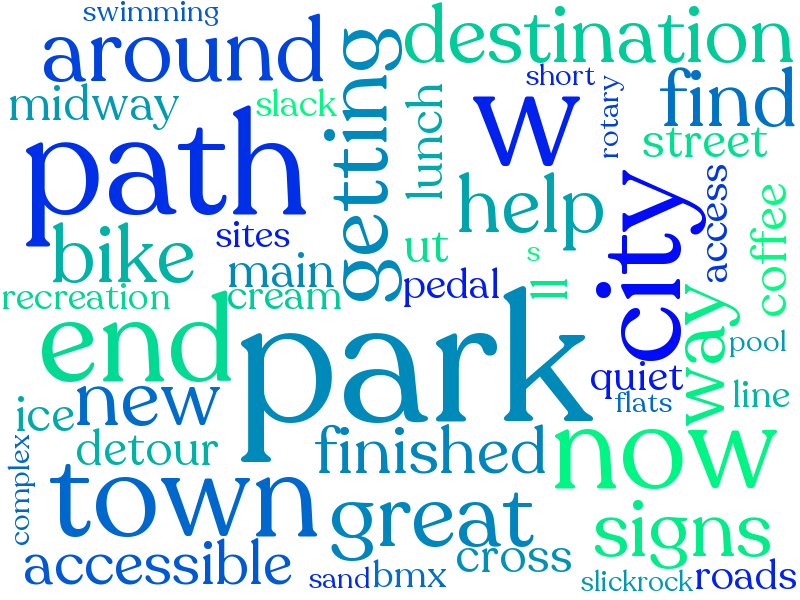 swimming
around
destination
getting
short
midway
slack
lunch
w
rotary
find
street
path
help
city
access
coffee
bike
sites
ut
s
main
pedal
ll
recreation
cream
way
end
park
pool
quiet
new
flats
line
ice
detour
finished
now
complex
town
great
signs
accessible
cross
sand
bmx
slickrock
roads